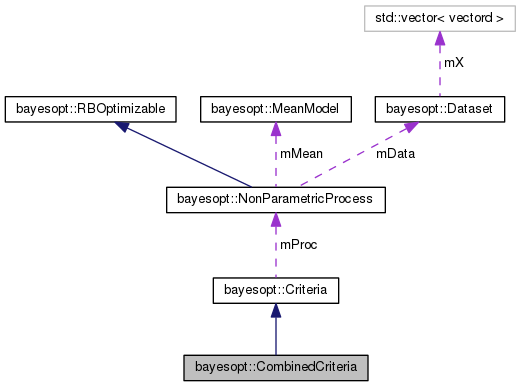 std::vector< vectord >
mX
bayesopt::RBOptimizable
bayesopt::MeanModel
bayesopt::Dataset
mMean
mData
bayesopt::NonParametricProcess
mProc
bayesopt::Criteria
bayesopt::CombinedCriteria